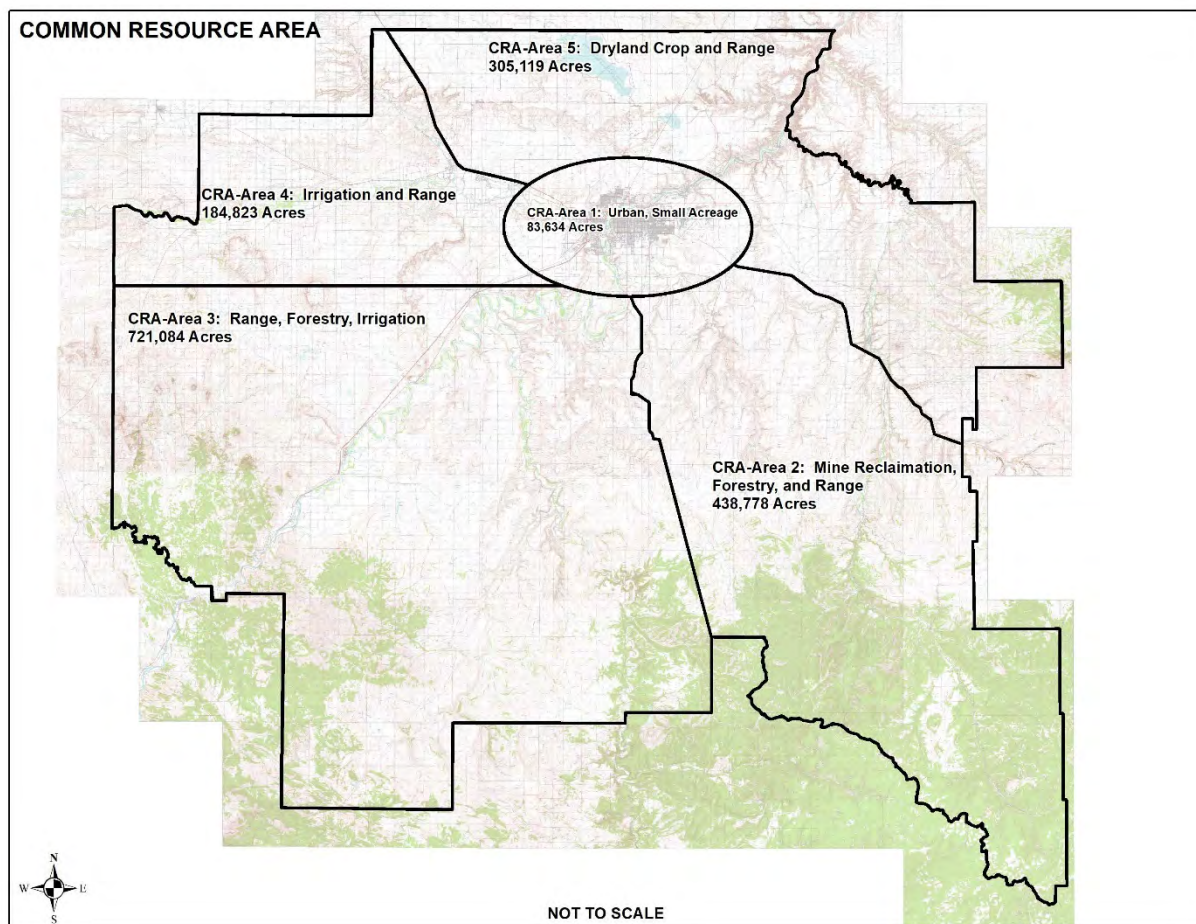 COMMON RESOURCE AREA
CRA-Area 5: Dryland Crop and Range
305,119 Acres
CRA-Area 4: Irrigation and Range
184,823 Acres
CRA-Area 1: Urban, Small Acreage
83,634 Acres
CRA-Area 3: Range, Forestry, Irrigation
721,084 Acres
CRA-Area 2: Mine Reclaimation,
Forestry, and Range
438,778 Acres
N
W E
S
NOT TO SCALE